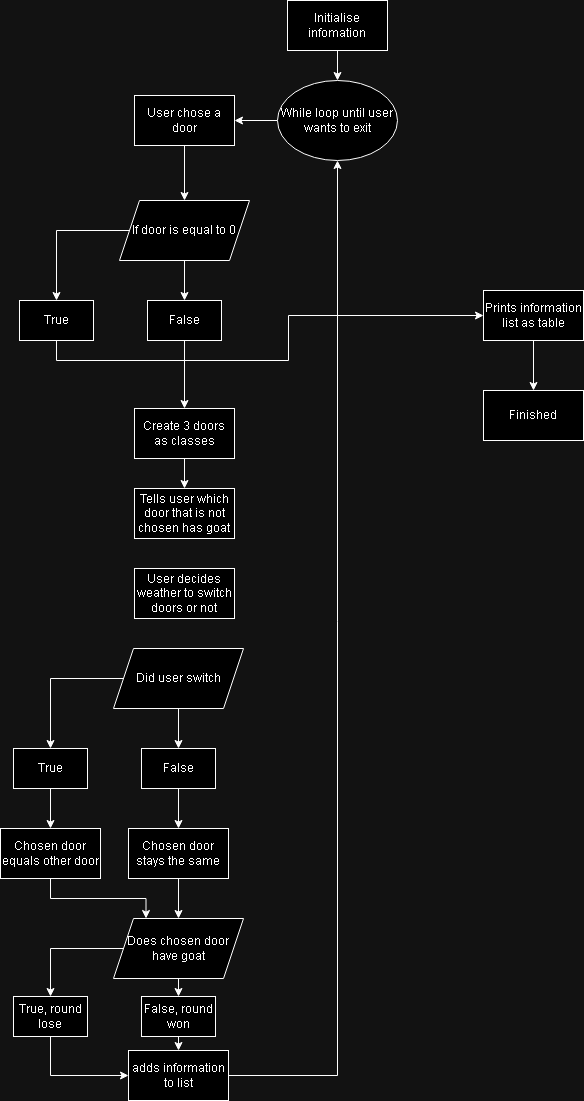 Initialise
infomation
While loop until user
wants to exit
User chose a
door
If door is equal to 0
True
False
Prints information
list as table
Finished
Create 3 doors
as classes
Tells user which
door that is not
chosen has goat
User decides
weather to switch
doors or not
Did user switch
True
False
Chosen door
equals other door
Chosen door
stays the same
Does chosen door
have goat
True, round
lose
False, round
won
adds information
to list